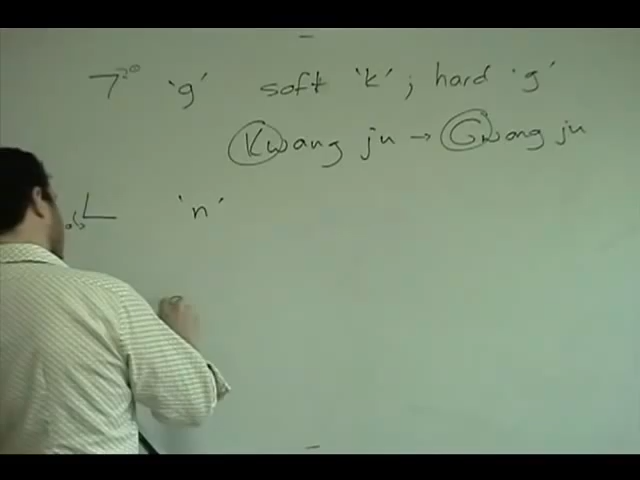 ㄱ 'g' soft 'k'; hard 'g'
Kwang ju → Gwang ju
ㄴ 'n'